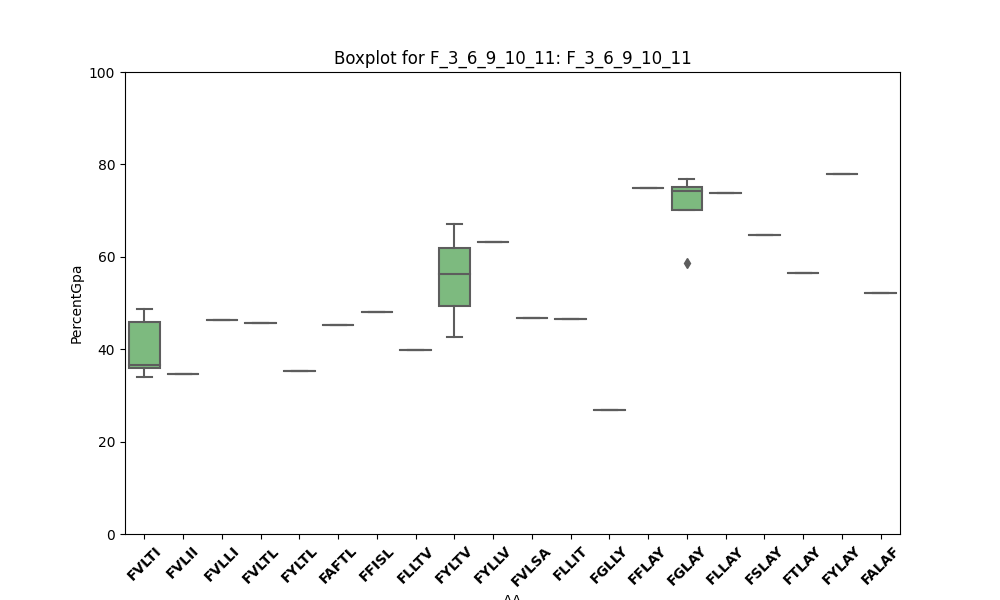 Boxplot for F_3_6_9_10_11: F_3_6_9_10_11
100
80
60
40
20
0
PercentGpa
FVLTI
FVLII
FVLLI
FVLTL
FYLTL
FAFTL
FFISL
FLLTV
FYLTV
FYLLV
FVLSA
FLLIT
FGLLY
FFLAY
FGLAY
FLLAY
FSLAY
FTLAY
FYLAY
FALAF
AA